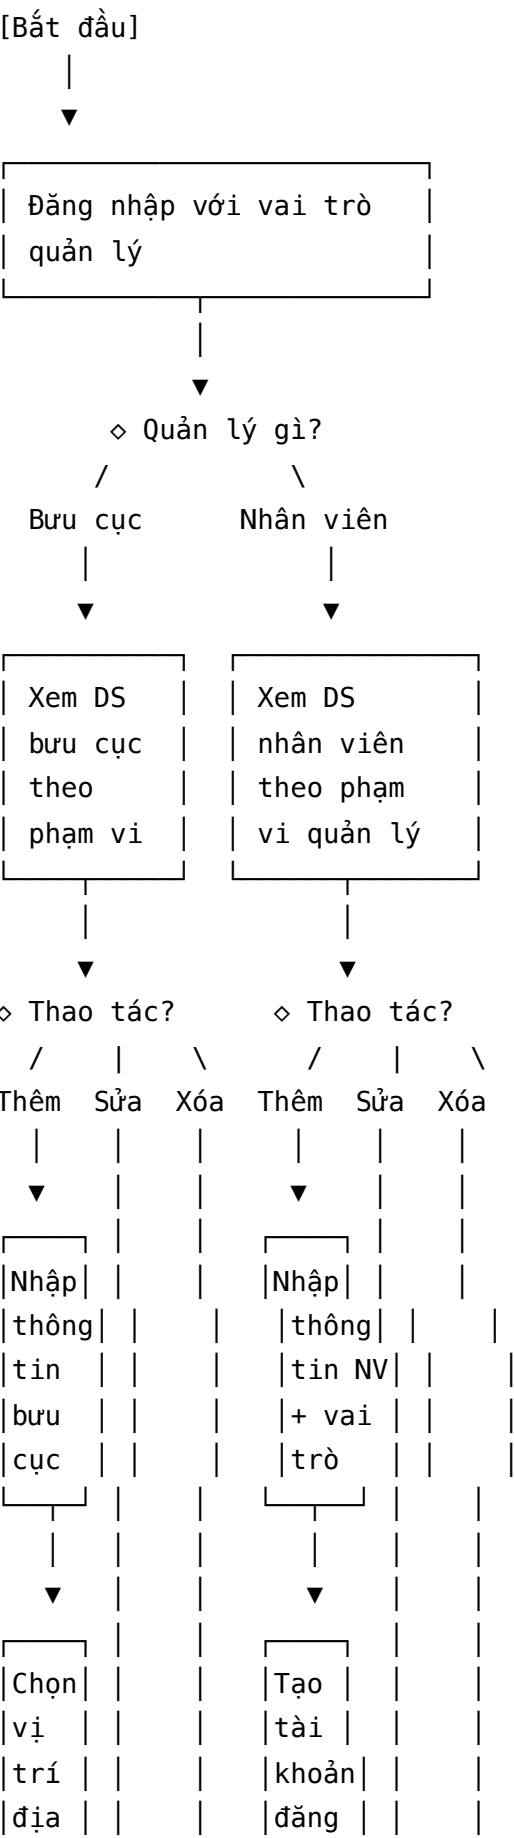 [Bắt đầu]
Đăng nhập với vai trò
quản lý
◇ Quản lý gì?
Bưu cục Nhân viên
Xem DS Xem DS
bưu cục nhân viên
theo theo phạm
phạm vi vi quản lý
◇ Thao tác? ◇ Thao tác?
Thêm Sửa Xóa Thêm Sửa Xóa
Nhập Nhập
thông thông
tin tin NV
bưu + vai
cục trò
Chọn Tạo
vị tài
trí khoản
địa đăng